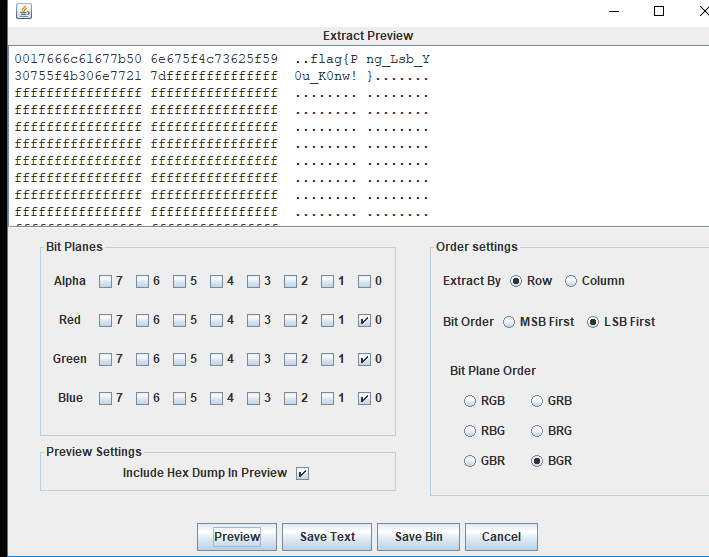 Extract Preview
0017666c61677b50 6e675f4c73625f59 ..flag{P ng_Lsb_Y
30755f4b306e7721 7dffffffffffffff 0u_K0nw! }.......
ffffffffffffffff ffffffffffffffff ........ ........
ffffffffffffffff ffffffffffffffff ........ ........
ffffffffffffffff ffffffffffffffff ........ ........
ffffffffffffffff ffffffffffffffff ........ ........
ffffffffffffffff ffffffffffffffff ........ ........
ffffffffffffffff ffffffffffffffff ........ ........
ffffffffffffffff ffffffffffffffff ........ ........
ffffffffffffffff ffffffffffffffff ........ ........
Bit Planes
Alpha 7 6 5 4 3 2 1 0
Red 7 6 5 4 3 2 1 0
Green 7 6 5 4 3 2 1 0
Blue 7 6 5 4 3 2 1 0
Preview Settings
Include Hex Dump In Preview
Order settings
Extract By Row Column
Bit Order MSB First LSB First
Bit Plane Order
RGB GRB
RBG BRG
GBR BGR
Preview Save Text Save Bin Cancel